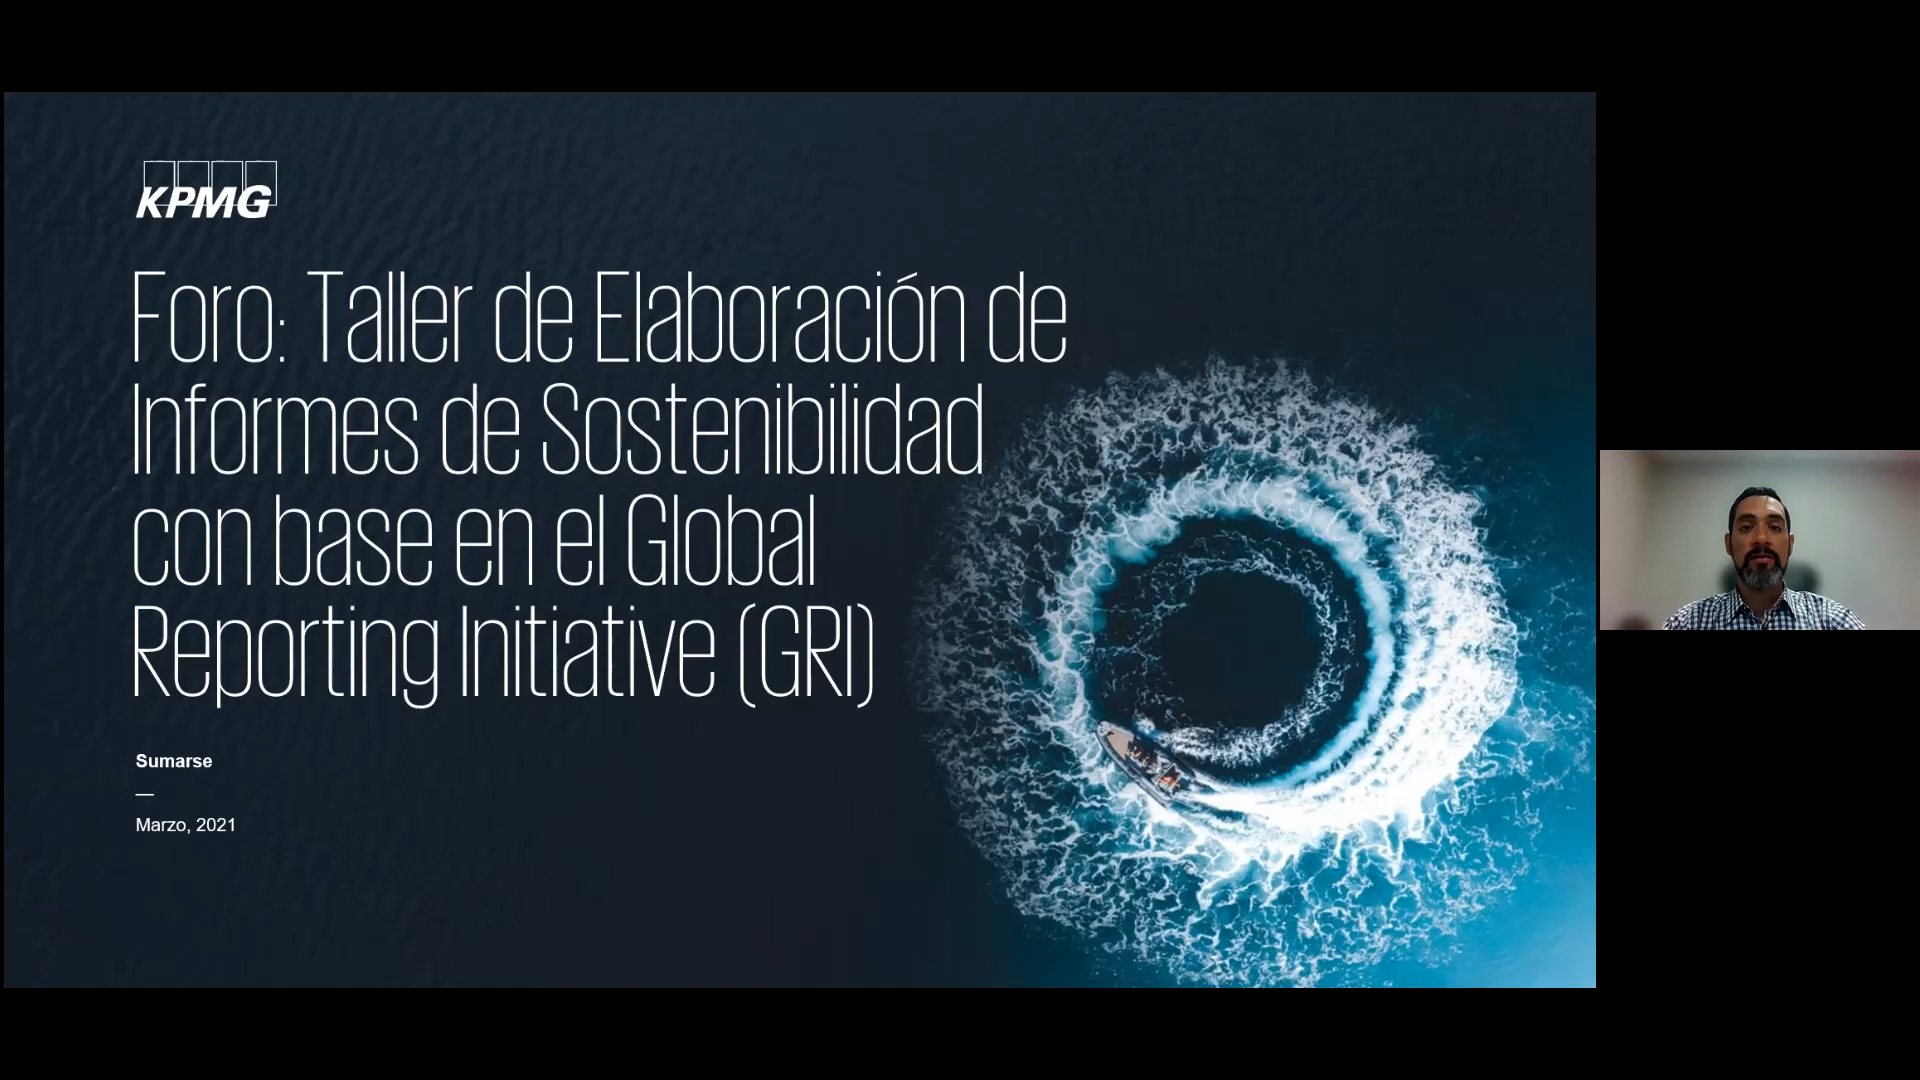 KPMG
Foro: Taller de Elaboración de
Informes de Sostenibilidad
con base en el Global
Reporting Initiative (GRI)
Sumarse
—
Marzo, 2021